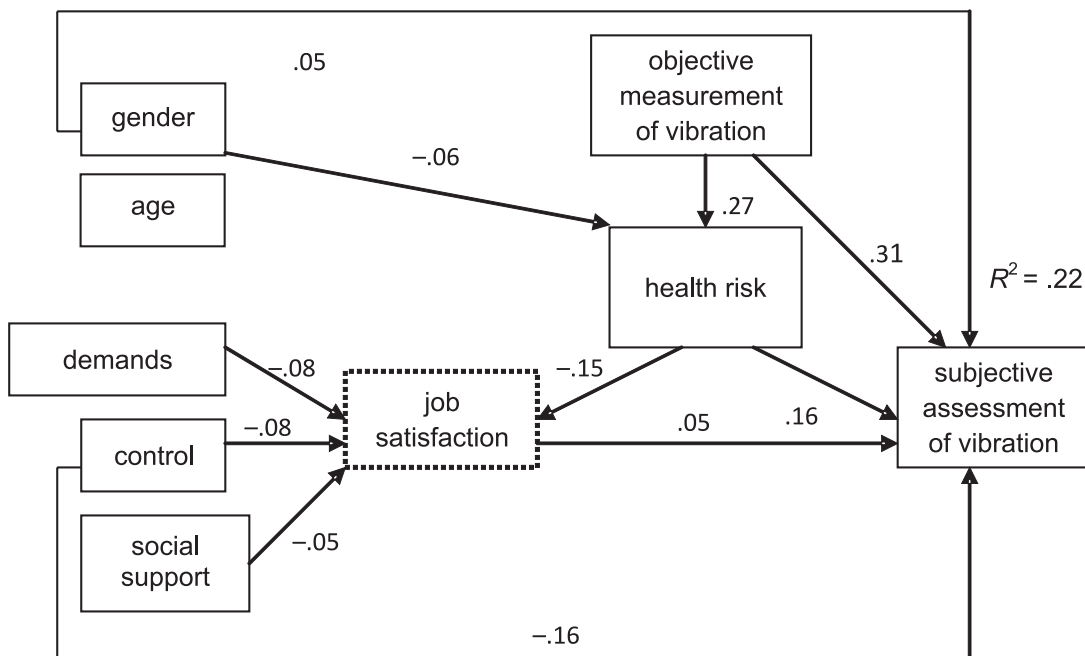 .05
objective
measurement
of vibration
gender
–.06
age
.27
.31
health risk
R² = .22
demands
–.08
–.15
job
satisfaction
subjective
assessment
of vibration
–.08
control
.05
.16
social
support
–.05
–.16